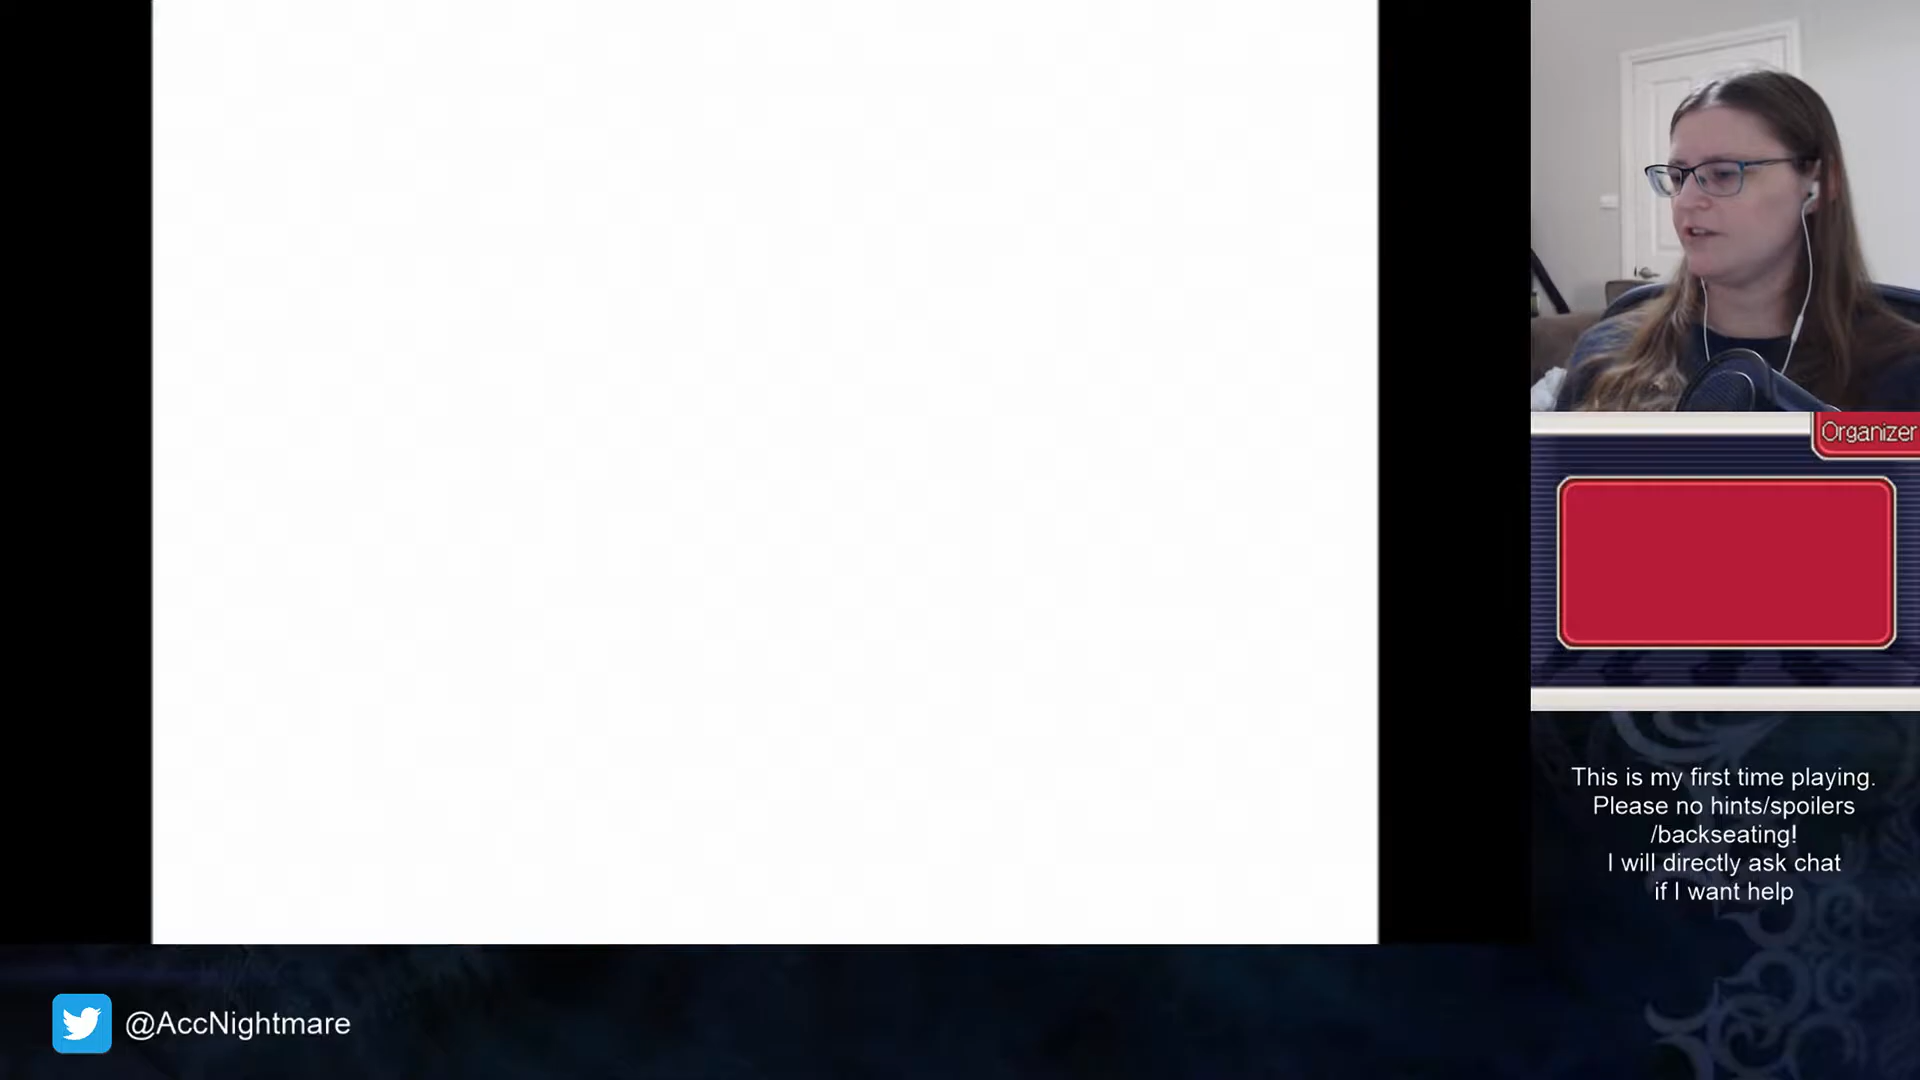 Organizer
This is my first time playing.
Please no hints/spoilers
/backseating!
I will directly ask chat
if I want help
@AccNightmare